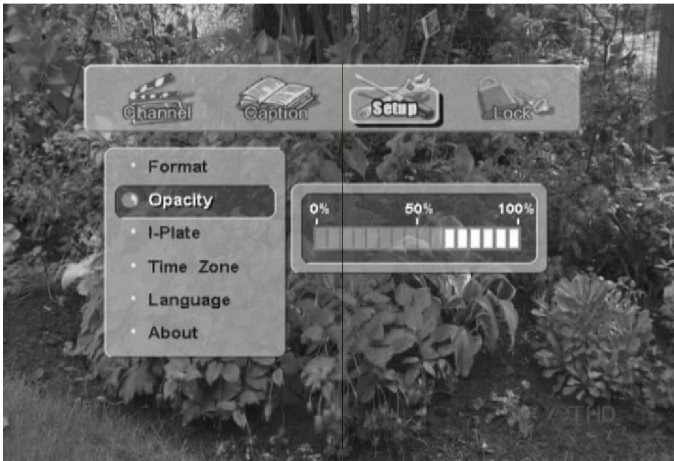 Channel Caption Setup Lock
Format
Opacity
0% 50% 100%
I-Plate
Time Zone
Language
About